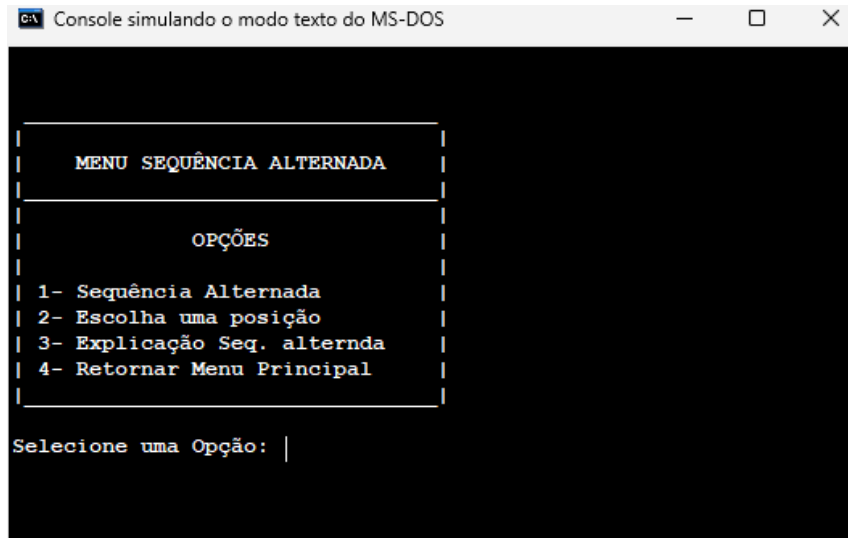 Console simulando o modo texto do MS-DOS
MENU SEQUÊNCIA ALTERNADA
OPÇÕES
1- Sequência Alternada
2- Escolha uma posição
3- Explicação Seq. alternda
4- Retornar Menu Principal
Selecione uma Opção: